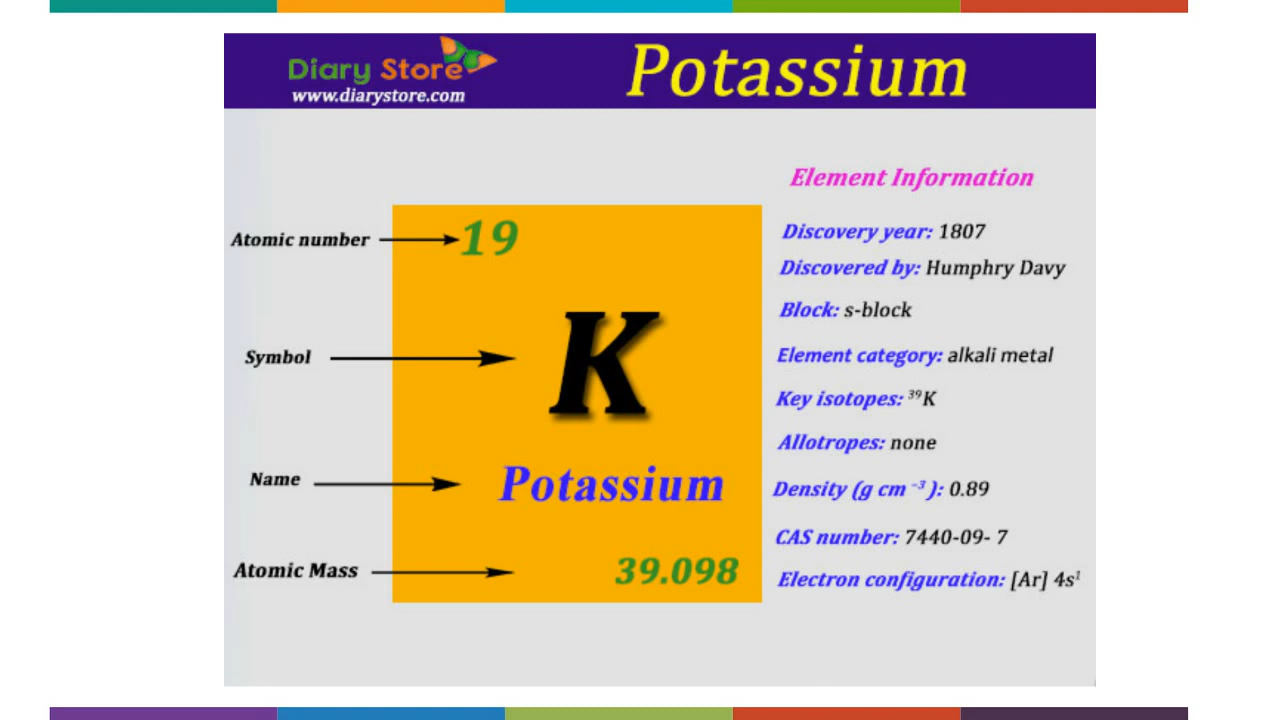 Diary Store
www.diarystore.com
Potassium
Element Information
Atomic number
19
Symbol
K
Name
Potassium
Atomic Mass
39.098
Discovery year: 1807
Discovered by: Humphry Davy
Block: s-block
Element category: alkali metal
Key isotopes: ³⁹K
Allotropes: none
Density (g cm ⁻³ ): 0.89
CAS number: 7440-09- 7
Electron configuration: [Ar] 4s¹